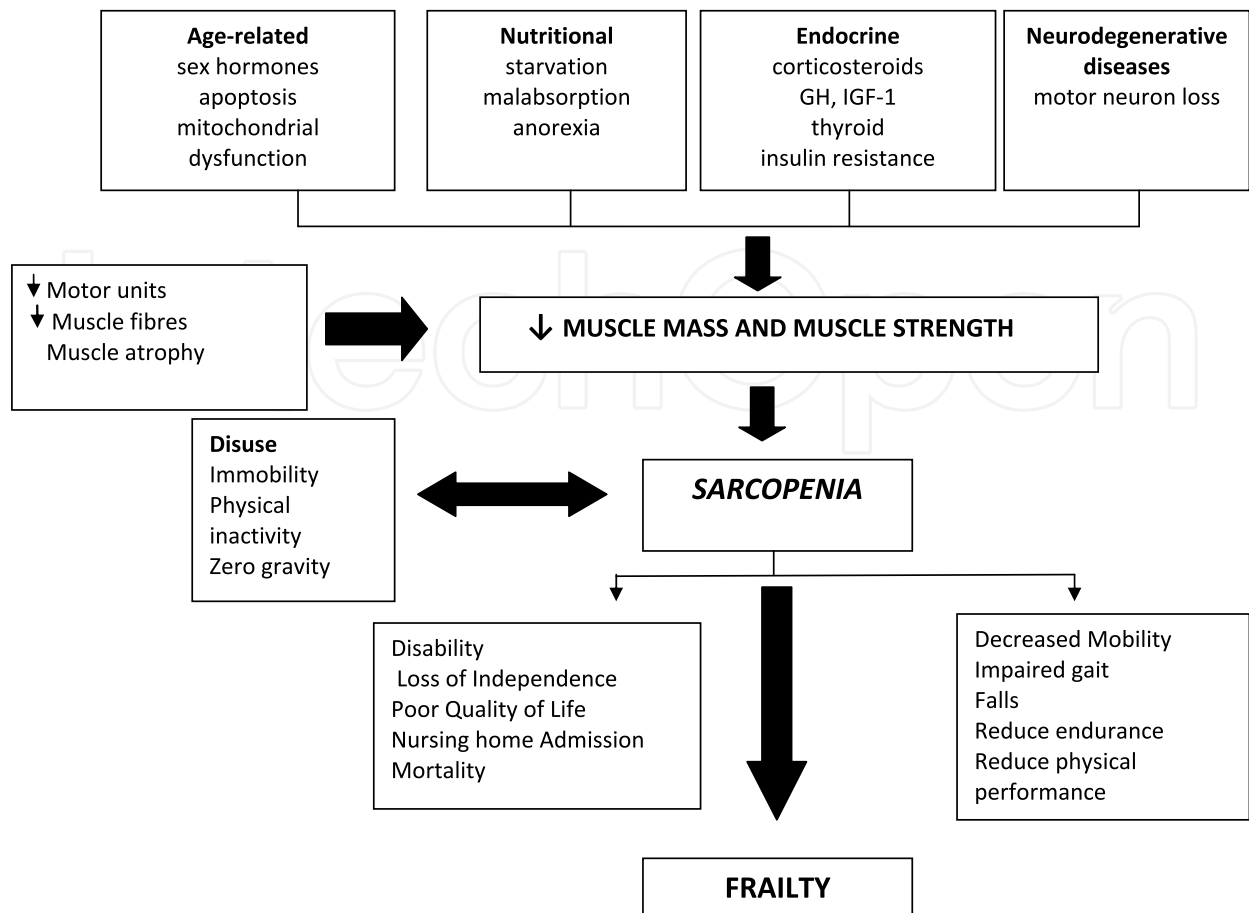 Age-related
sex hormones
apoptosis
mitochondrial
dysfunction
Nutritional
starvation
malabsorption
anorexia
Endocrine
corticosteroids
GH, IGF-1
thyroid
insulin resistance
Neurodegenerative
diseases
motor neuron loss
↓ Motor units
↓ Muscle fibres
Muscle atrophy
↓ MUSCLE MASS AND MUSCLE STRENGTH
Disuse
Immobility
Physical
inactivity
Zero gravity
SARCOPENIA
Disability
Loss of Independence
Poor Quality of Life
Nursing home Admission
Mortality
Decreased Mobility
Impaired gait
Falls
Reduce endurance
Reduce physical
performance
FRAILTY